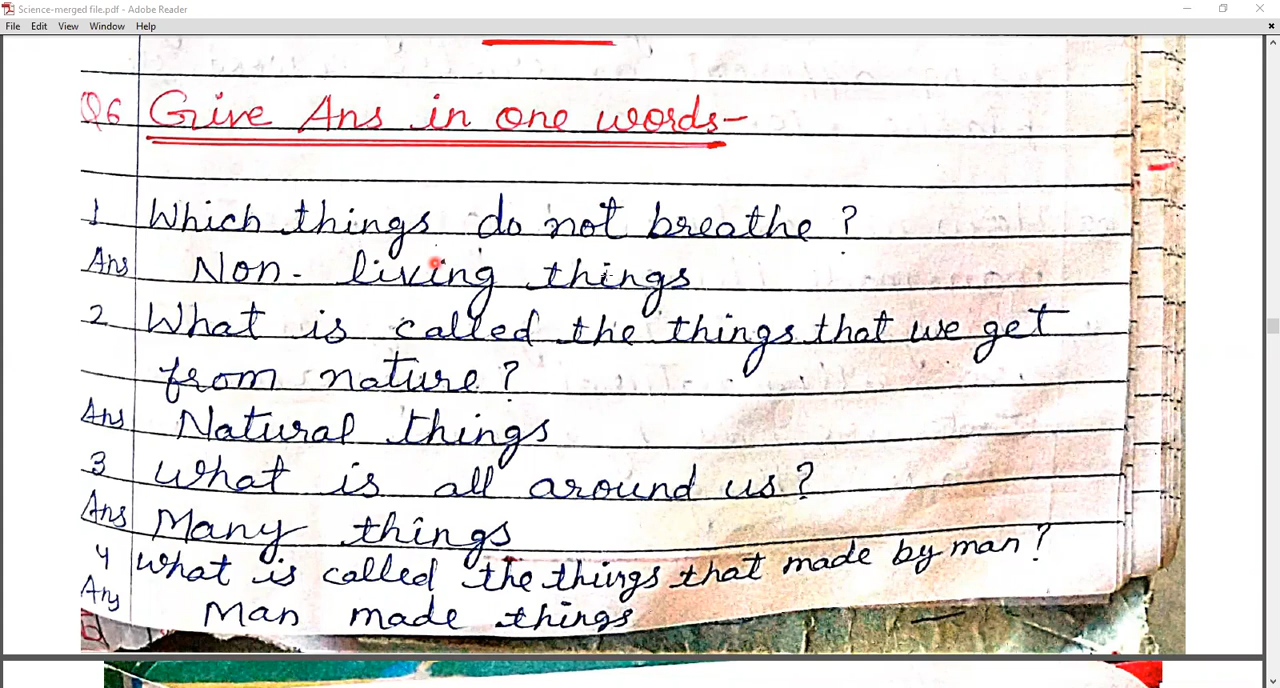 Science-merged file.pdf - Adobe Reader
File Edit View Window Help
Q6 Give Ans in one words-
1 Which things do not breathe?
Ans Non-living things
2 What is called the things that we get
from nature?
Ans Natural things
3 What is all around us?
Ans Many things
4 What is called the things that made by man?
Ans Man made things